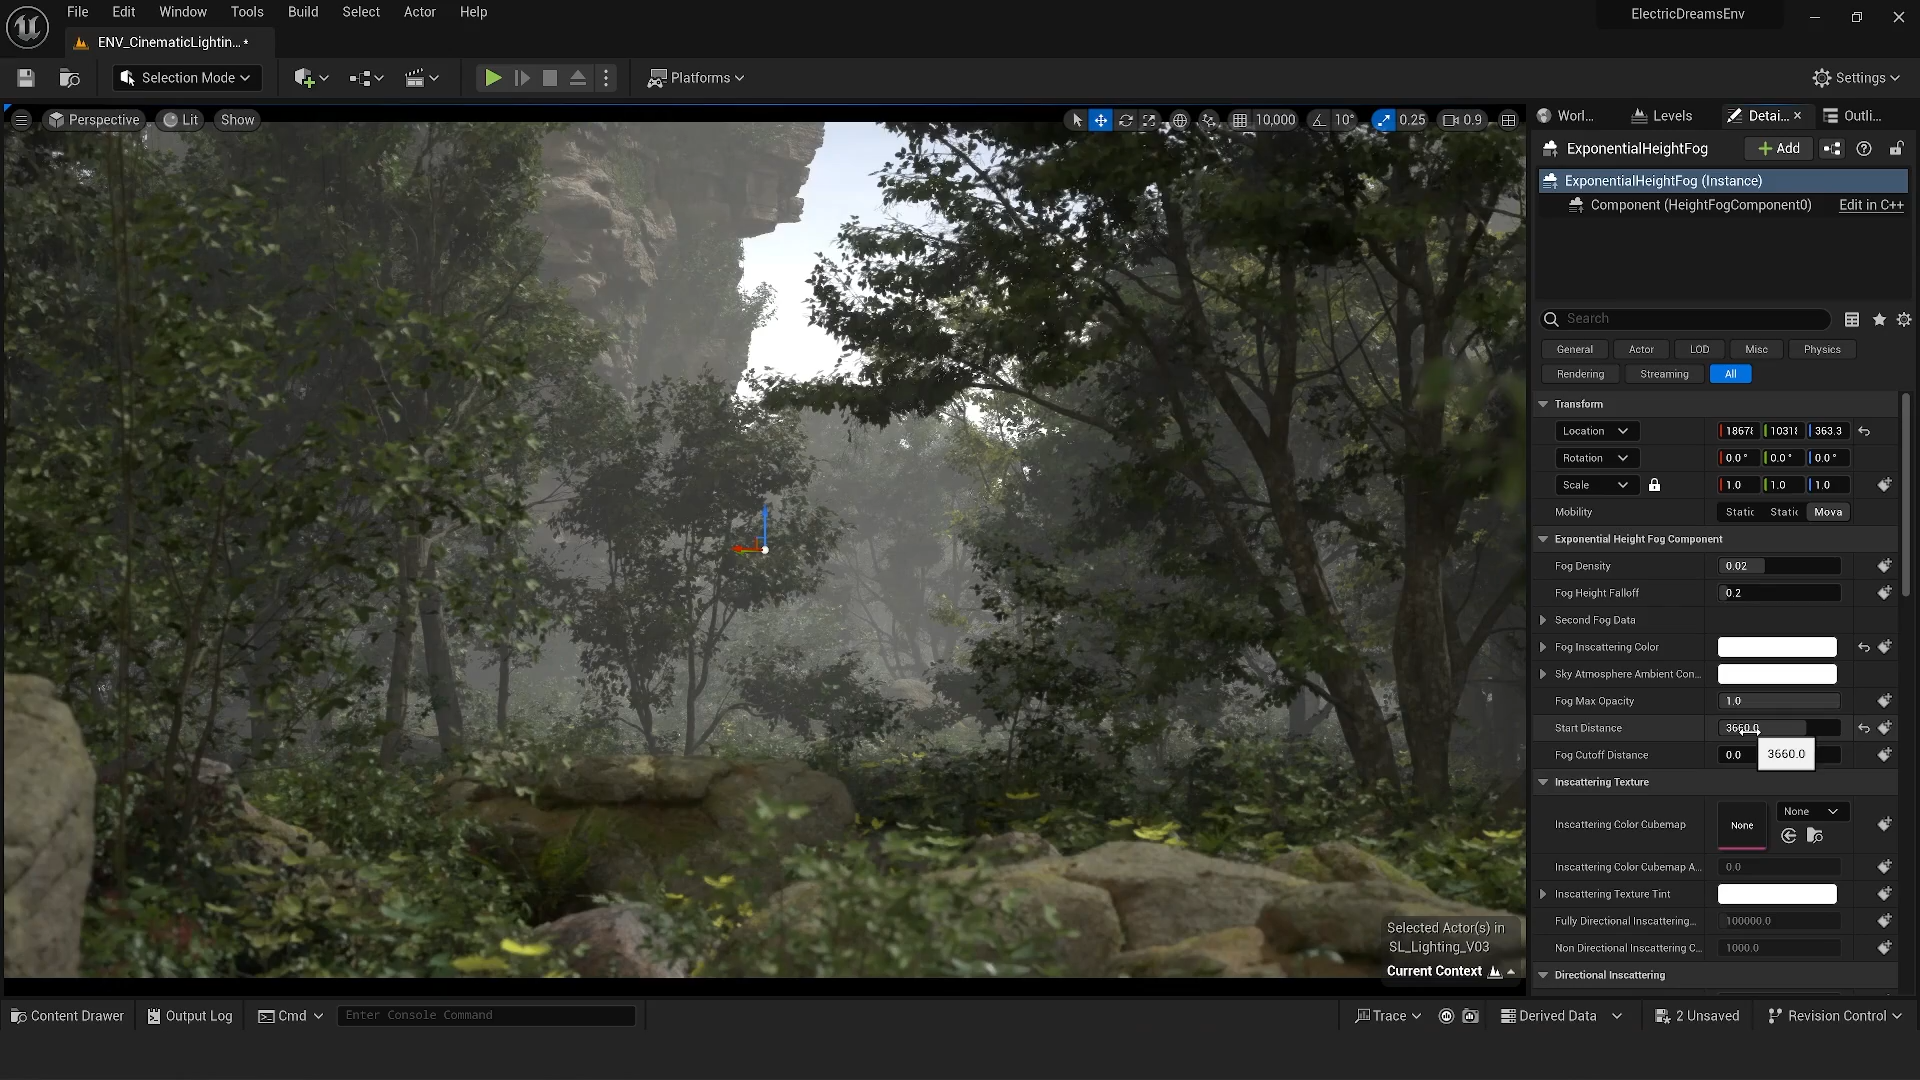 File Edit Window Tools Build Select Actor Help
ElectricDreamsEnv
ENV_CinematicLightin... •
Selection Mode
Platforms
Settings
Perspective
Lit
Show
10,000
10°
0.25
0.9
Worl...
Levels
Detai...
Outli...
ExponentialHeightFog
Add
ExponentialHeightFog (Instance)
Component (HeightFogComponent0)
Edit in C++
Search
General
Actor
LOD
Misc
Physics
Rendering
Streaming
All
Transform
Location
363.3
Rotation
0.0°
0.0°
0.0°
Scale
1.0
1.0
1.0
Mobility
Static
Static
Mova
Exponential Height Fog Component
Fog Density
0.02
Fog Height Falloff
0.2
Second Fog Data
Fog Inscattering Color
Sky Atmosphere Ambient Con...
Fog Max Opacity
1.0
Start Distance
3660.0
Fog Cutoff Distance
0.0
3660.0
Inscattering Texture
Inscattering Color Cubemap
None
None
Inscattering Color Cubemap A...
0.0
Inscattering Texture Tint
Fully Directional Inscattering...
100000.0
Non Directional Inscattering C...
1000.0
Directional Inscattering
Selected Actor(s) in
SL_Lighting_V03
Current Context
Content Drawer
Output Log
Cmd
Enter Console Command
Trace
Derived Data
2 Unsaved
Revision Control